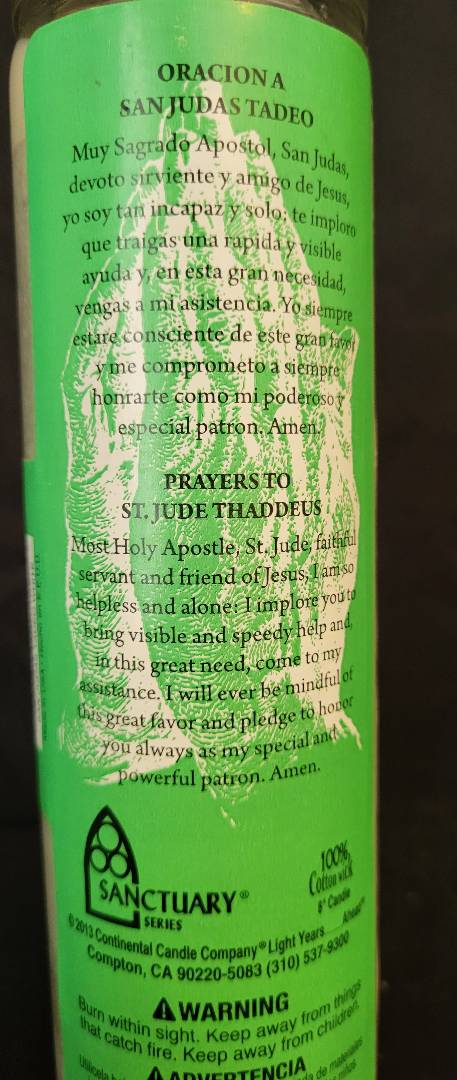 ORACION A
SAN JUDAS TADEO
Muy Sagrado Apostol, San Judas,
devoto sirviente y amigo de Jesus,
yo soy tan incapaz y solo; te imploro
que traigas una rapida y visible
ayuda y, en esta gran necesidad,
vengas a mi asistencia. Yo siempre
estare consciente de este gran favor
y me comprometo a siempre
honrarte como mi poderoso y
especial patron. Amen.
PRAYERS TO
ST. JUDE THADDEUS
Most Holy Apostle, St. Jude, faithful
servant and friend of Jesus; I am so
helpless and alone; I implore you to
bring visible and speedy help and,
in this great need, come to my
assistance. I will ever be mindful of
this great favor and pledge to honor
you always as my special and
powerful patron. Amen.
SANCTUARY®
SERIES
100%
Cotton wick
8" Candle
©2013 Continental Candle Company® Light Years Ahead®
Compton, CA 90220-5083 (310) 537-9300
WARNING
Burn within sight. Keep away from things
that catch fire. Keep away from children.
ADVERTENCIA
de materiales